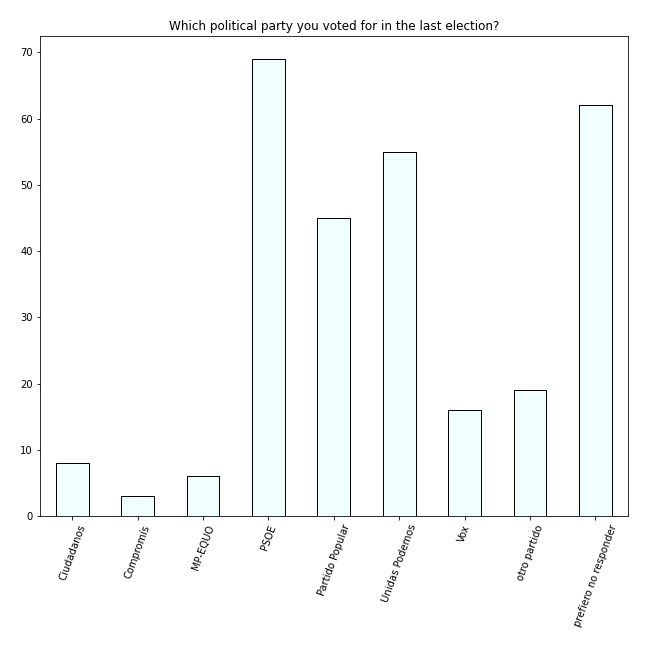 Which political party you voted for in the last election?
70
60
50
40
30
20
10
0
Ciudadanos
Compromís
MP-EQUO
PSOE
Partido Popular
Unidas Podemos
Vox
otro partido
prefiero no responder